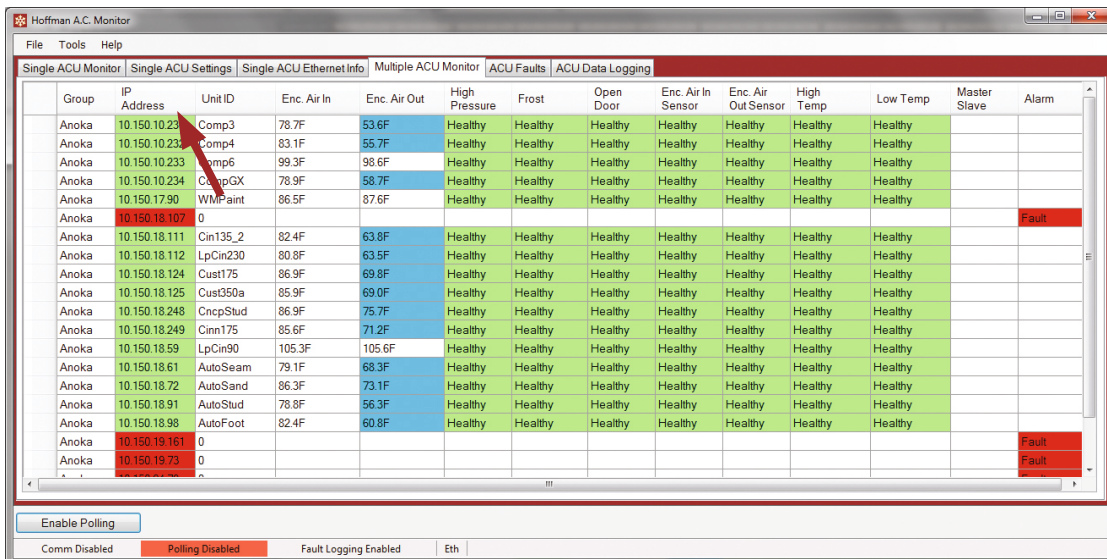 Hoffman A.C. Monitor
File Tools Help
Single ACU Monitor Single ACU Settings Single ACU Ethernet Info Multiple ACU Monitor ACU Faults ACU Data Logging
Group IP Address Unit ID Enc. Air In Enc. Air Out High Pressure Frost Open Door Enc. Air In Sensor Enc. Air Out Sensor High Temp Low Temp Master Slave Alarm
Anoka Comp3 78.7F 53.6F Healthy Healthy Healthy Healthy Healthy Healthy Healthy
Anoka 10.150.10.232 Comp4 83.1F 55.7F Healthy Healthy Healthy Healthy Healthy Healthy Healthy
Anoka 10.150.10.233 Comp6 99.3F 98.6F Healthy Healthy Healthy Healthy Healthy Healthy Healthy
Anoka 10.150.10.234 CompGX 78.9F 58.7F Healthy Healthy Healthy Healthy Healthy Healthy Healthy
Anoka 10.150.17.90 WMPaint 86.5F 87.6F Healthy Healthy Healthy Healthy Healthy Healthy Healthy
Anoka 10.150.18.107 0 Fault
Anoka 10.150.18.111 Cin135_2 82.4F 63.8F Healthy Healthy Healthy Healthy Healthy Healthy Healthy
Anoka 10.150.18.112 LpCin230 80.8F 63.5F Healthy Healthy Healthy Healthy Healthy Healthy Healthy
Anoka 10.150.18.124 Cust175 86.9F 69.8F Healthy Healthy Healthy Healthy Healthy Healthy Healthy
Anoka 10.150.18.125 Cust350a 85.9F 69.0F Healthy Healthy Healthy Healthy Healthy Healthy Healthy
Anoka 10.150.18.248 CncpStud 86.9F 75.7F Healthy Healthy Healthy Healthy Healthy Healthy Healthy
Anoka 10.150.18.249 Cinn175 85.6F 71.2F Healthy Healthy Healthy Healthy Healthy Healthy Healthy
Anoka 10.150.18.59 LpCin90 105.3F 105.6F Healthy Healthy Healthy Healthy Healthy Healthy Healthy
Anoka 10.150.18.61 AutoSeam 79.1F 68.3F Healthy Healthy Healthy Healthy Healthy Healthy Healthy
Anoka 10.150.18.72 AutoSand 86.3F 73.1F Healthy Healthy Healthy Healthy Healthy Healthy Healthy
Anoka 10.150.18.91 AutoStud 78.8F 56.3F Healthy Healthy Healthy Healthy Healthy Healthy Healthy
Anoka 10.150.18.98 AutoFoot 82.4F 60.8F Healthy Healthy Healthy Healthy Healthy Healthy Healthy
Anoka 10.150.19.161 0 Fault
Anoka 10.150.19.73 0 Fault
Enable Polling
Comm Disabled Polling Disabled Fault Logging Enabled Eth